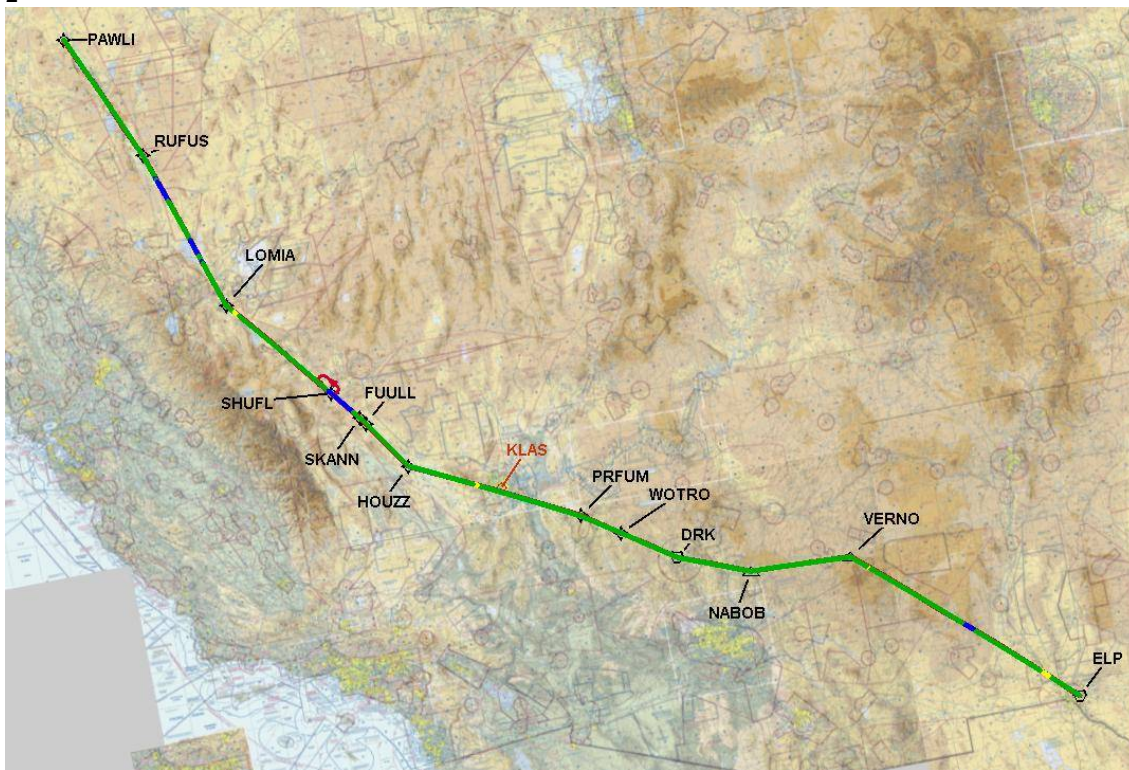 PAWLI
RUFUS
LOMIA
SHUFL
FUULL
SKANN
HOUZZ
KLAS
PRFUM
WOTRO
DRK
NABOB
VERNO
ELP